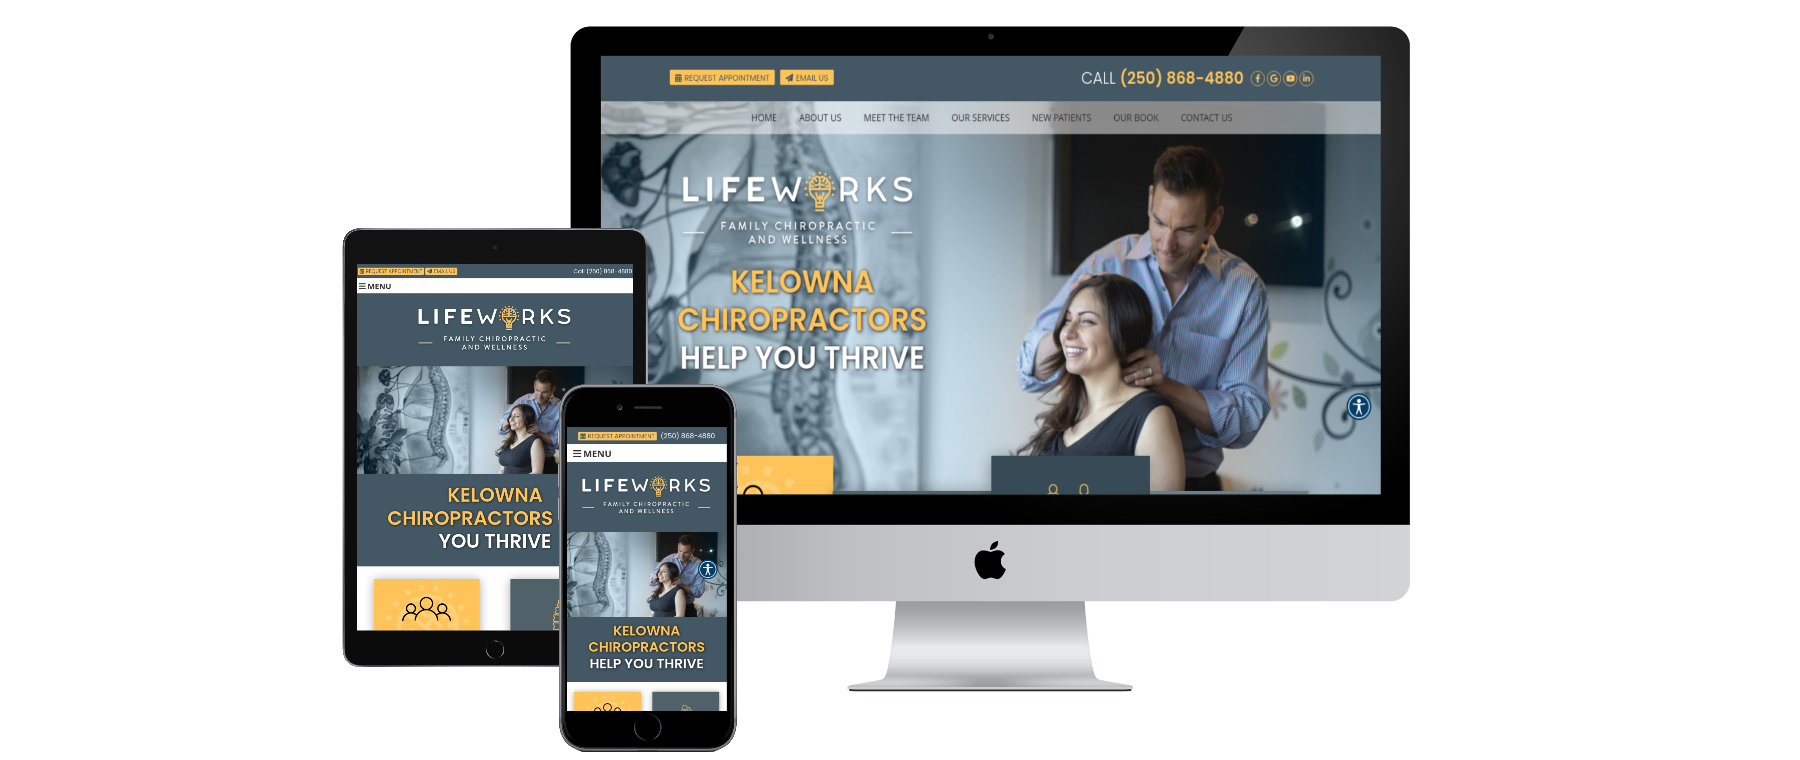 REQUEST APPOINTMENT EMAIL US CALL (250) 868-4880
HOME ABOUT US MEET THE TEAM OUR SERVICES NEW PATIENTS OUR BOOK CONTACT US
LIFEWORKS
FAMILY CHIROPRACTIC
AND WELLNESS
KELOWNA
CHIROPRACTORS
HELP YOU THRIVE
REQUEST APPOINTMENT EMAIL US Call (250) 868-4880
MENU
LIFEWORKS
FAMILY CHIROPRACTIC
AND WELLNESS
KELOWNA
CHIROPRACTORS
YOU THRIVE
REQUEST APPOINTMENT (250) 868-4880
MENU
LIFEWORKS
FAMILY CHIROPRACTIC
AND WELLNESS
KELOWNA
CHIROPRACTORS
HELP YOU THRIVE